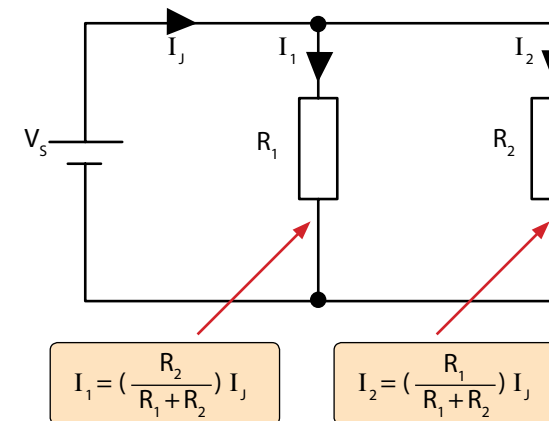 I_J I_1 I_2
V_S R_1 R_2
I_1 = (R_2 / (R_1 + R_2)) I_J
I_2 = (R_1 / (R_1 + R_2)) I_J